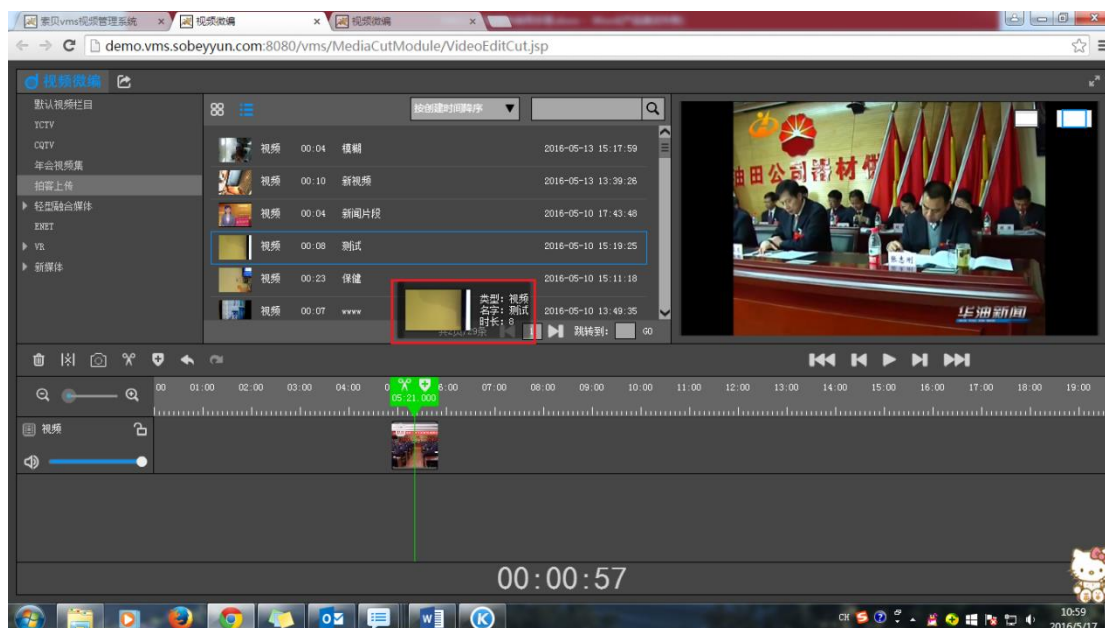 索贝vms视频管理系统 视频微编 视频微编
demo.vms.sobeyyun.com:8080/vms/MediaCutModule/VideoEditCut.jsp
视频微编
默认视频栏目
YCTV
CQTV
年会视频集
拍客上传
轻型融合媒体
ENET
VR
新媒体
按创建时间降序
视频 00:04 模糊 2016-05-13 15:17:59
视频 00:10 新视频 2016-05-13 13:39:26
视频 00:04 新闻片段 2016-05-10 17:43:48
视频 00:08 测试 2016-05-10 15:19:25
视频 00:23 保健 2016-05-10 15:11:18
视频 00:07 wwww 2016-05-10 13:49:35
类型: 视频
名字: 测试
时长: 8
跳转到: GO
田公司器材供
张志刚
华油新闻
00 01:00 02:00 03:00 04:00 6:00 07:00 08:00 09:00 10:00 11:00 12:00 13:00 14:00 15:00 16:00 17:00 18:00 19:00
05:21.000
视频
00:00:57
CH
10:59
2016/5/17